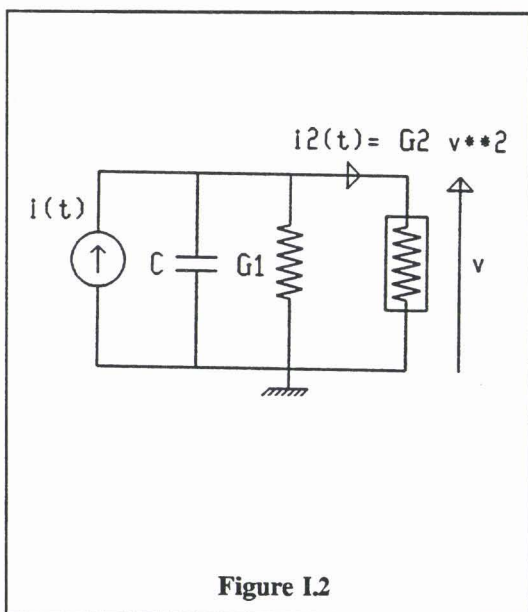 i2(t)= G2 v**2
i(t)
C
G1
v
Figure I.2